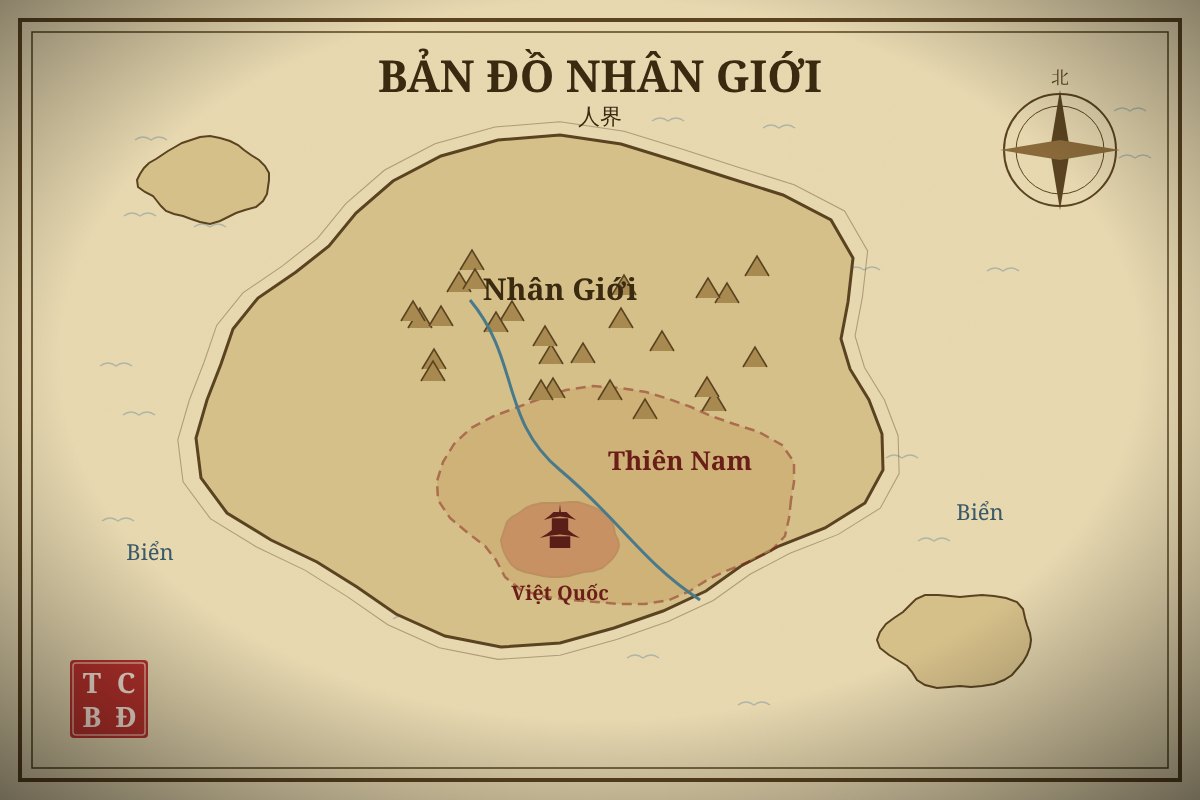 BẢN ĐỒ NHÂN GIỚI
人界
北
Nhân Giới
Thiên Nam
Việt Quốc
Biển
Biển
T C
B Đ